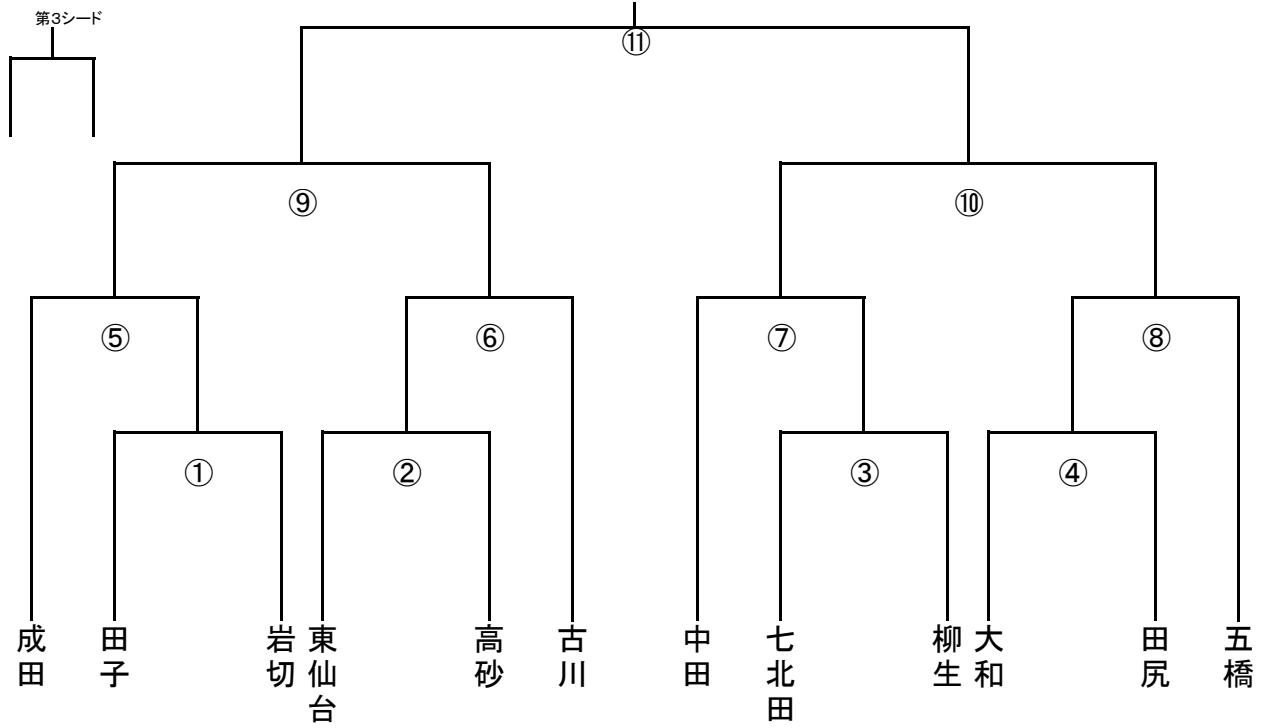 第3シード
⑪
⑨
⑩
⑤
⑥
⑦
⑧
①
②
③
④
成田
田子
岩切
東仙台
高砂
古川
中田
七北田
柳生
大和
田尻
五橋